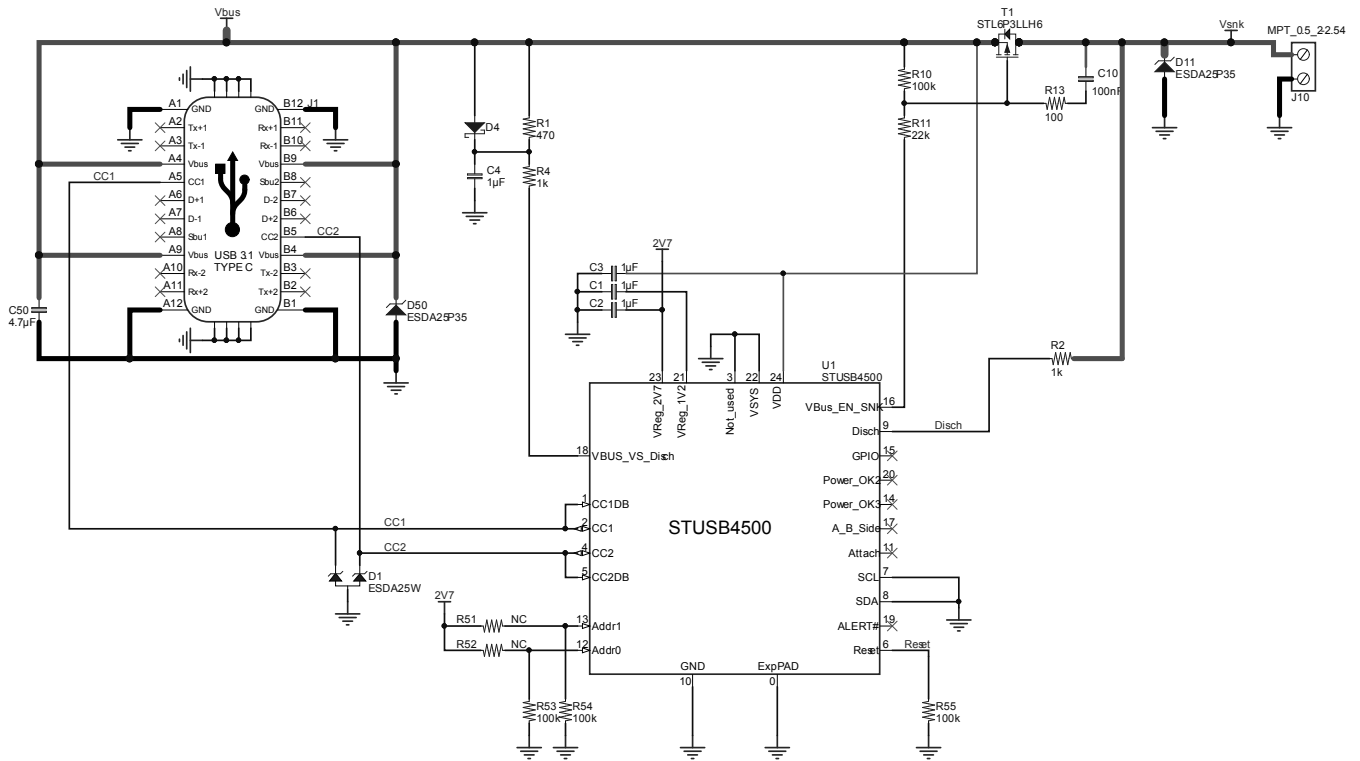 Vbus
T1
STL6P3LLH6
Vsnk
MPT_0.5_2-2.54
J10
D11
ESDA25P35
C10
100nF
R13
100
R10
100k
R11
22k
D4
R1
470
C4
1µF
R4
1k
J1
A1 GND GND B12
A2 Tx+1 Rx+1 B11
A3 Tx-1 Rx-1 B10
A4 Vbus Vbus B9
CC1 A5 CC1 Sbu2 B8
A6 D+1 D-2 B7
A7 D-1 D+2 B6
A8 Sbu1 CC2 B5 CC2
A9 Vbus Vbus B4
A10 Rx-2 Tx-2 B3
A11 Rx+2 Tx+2 B2
A12 GND GND B1
USB 3.1
TYPE C
C50
4.7µF
D50
ESDA25P35
2V7
C3 1µF
C1 1µF
C2 1µF
R2
1k
U1
STUSB4500
23 21 3 22 24
VReg_2V7
VReg_1V2
Not_used
VSYS
VDD
VBus_EN_SNK 16
Disch 9 Disch
18 VBUS_VS_Disch
GPIO 15
Power_OK2 20
1 CC1DB
Power_OK3 14
CC1 2 CC1
STUSB4500
A_B_Side 17
CC2 4 CC2
Attach 11
5 CC2DB
SCL 7
D1
ESDA25W
SDA 8
2V7
R51 NC 13 Addr1
ALERT# 19
R52 NC 12 Addr0
Reset 6 Reset
GND
10
ExpPAD
0
R53
100k
R54
100k
R55
100k